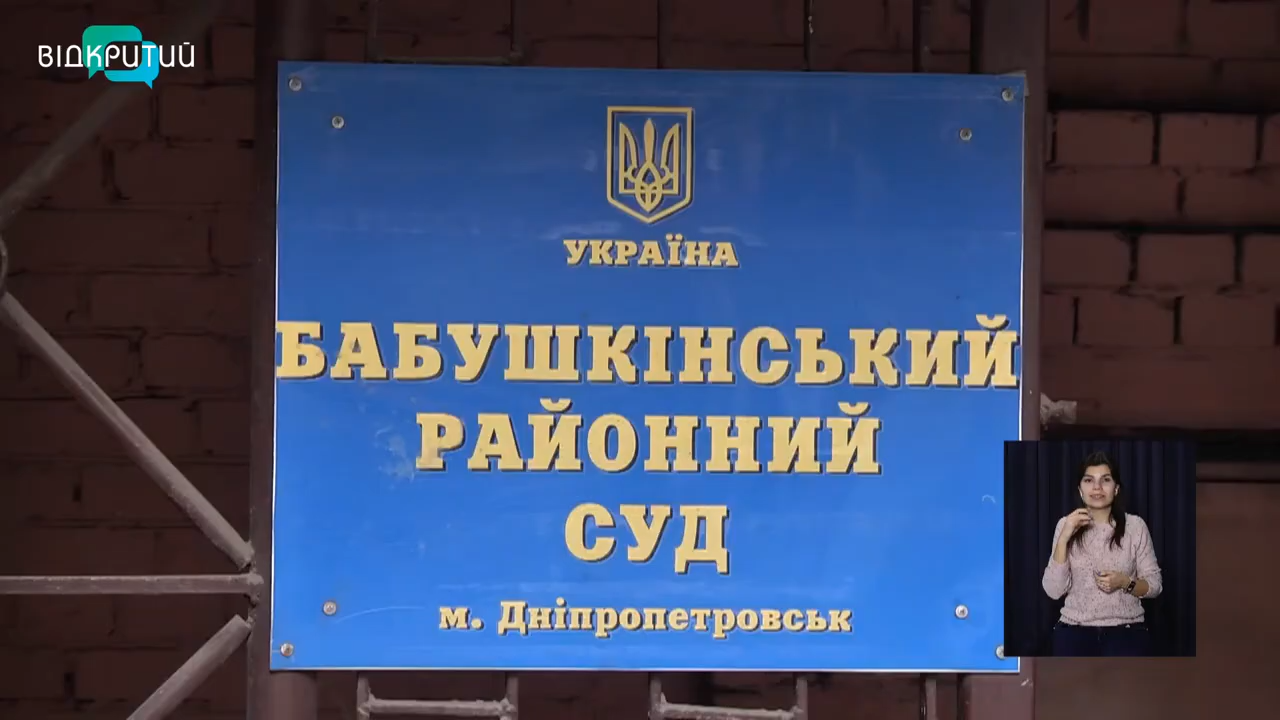 ВІДКРИТИЙ
УКРАЇНА
БАБУШКІНСЬКИЙ
РАЙОННИЙ
СУД
м. Дніпропетровськ